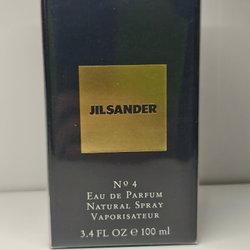 JILSANDER
Nº 4
EAU DE PARFUM
NATURAL SPRAY
VAPORISATEUR
3.4 FL OZ ℮ 100 ml